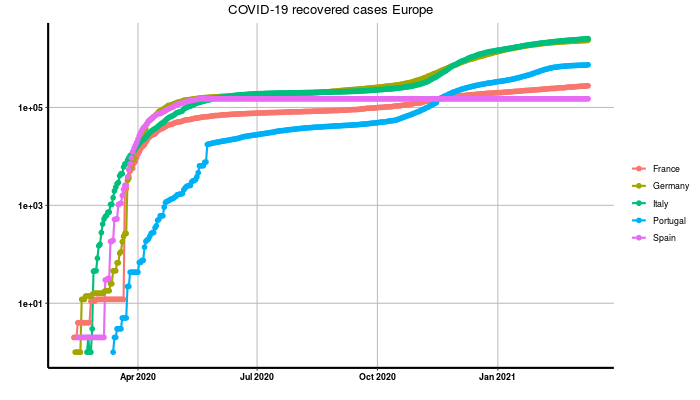 COVID-19 recovered cases Europe
1e+05
1e+03
1e+01
Apr 2020
Jul 2020
Oct 2020
Jan 2021
France
Germany
Italy
Portugal
Spain